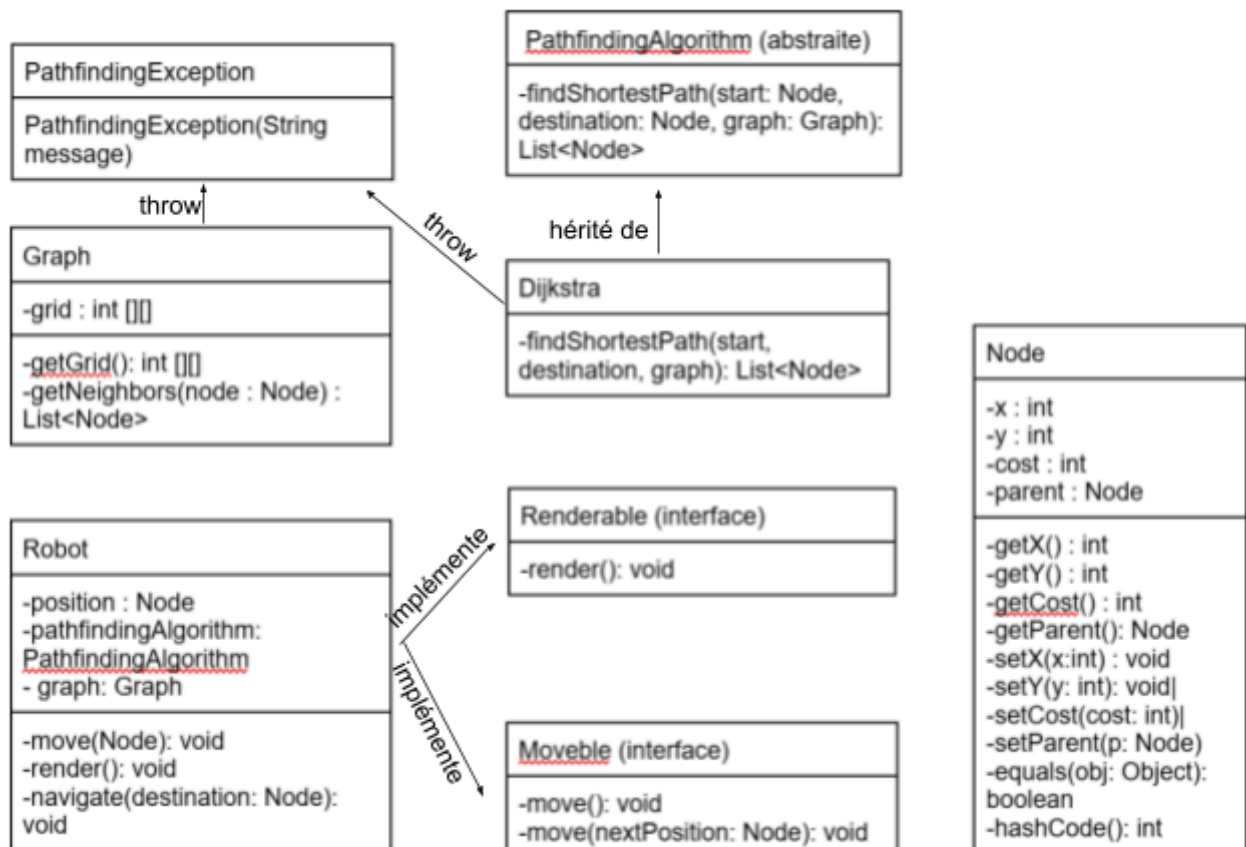 PathfindingException
PathfindingException(String
message)
throw
Graph
-grid : int [][]
-getGrid(): int [][]
-getNeighbors(node : Node) :
List<Node>
PathfindingAlgorithm (abstraite)
-findShortestPath(start: Node,
destination: Node, graph: Graph):
List<Node>
throw
hérité de
Dijkstra
-findShortestPath(start,
destination, graph): List<Node>
Robot
-position : Node
-pathfindingAlgorithm:
PathfindingAlgorithm
- graph: Graph
-move(Node): void
-render(): void
-navigate(destination: Node):
void
implémente
implémente
Renderable (interface)
-render(): void
Moveble (interface)
-move(): void
-move(nextPosition: Node): void
Node
-x : int
-y : int
-cost : int
-parent : Node
-getX() : int
-getY() : int
-getCost() : int
-getParent(): Node
-setX(x:int) : void
-setY(y: int): void|
-setCost(cost: int)|
-setParent(p: Node)
-equals(obj: Object):
boolean
-hashCode(): int